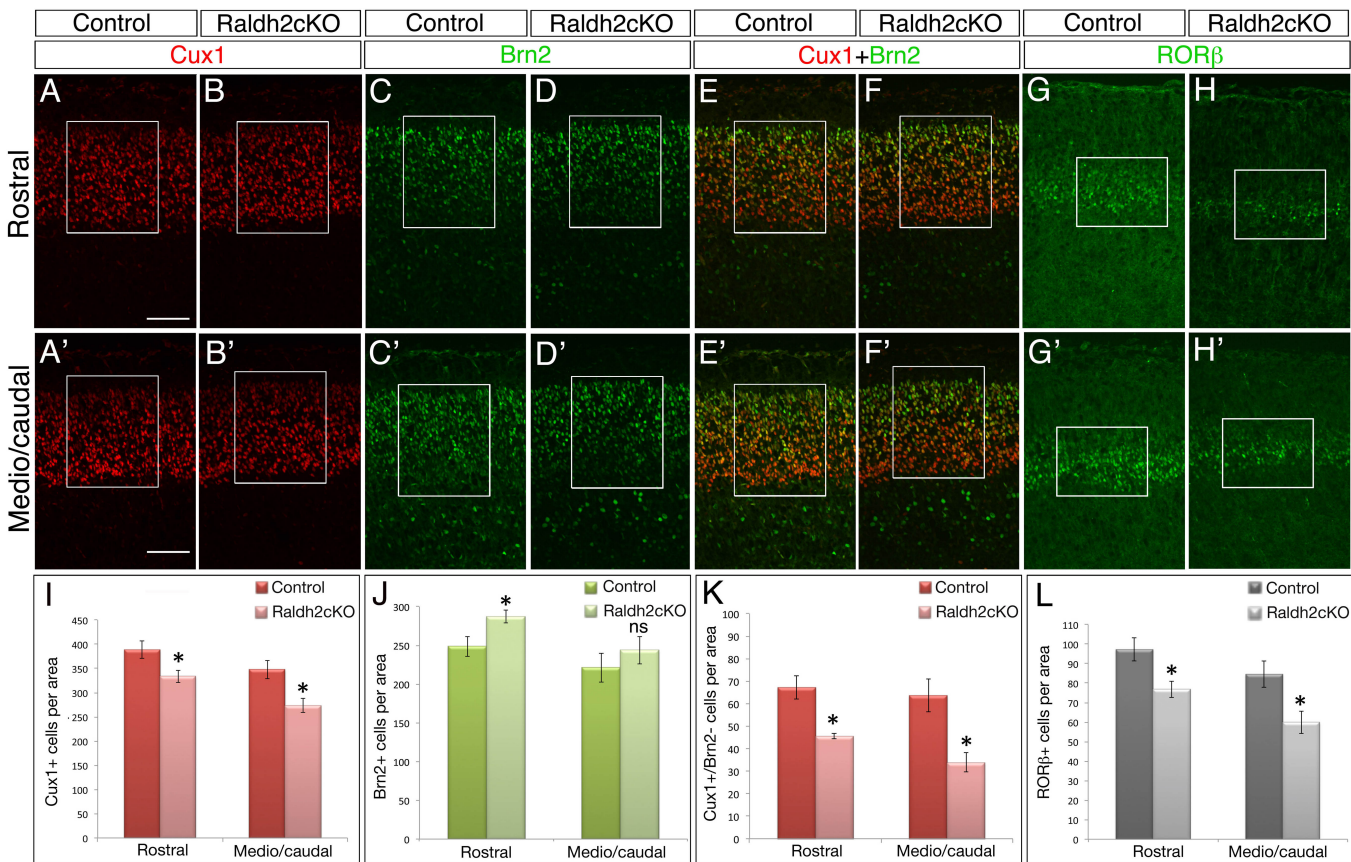 Control Raldh2cKO Control Raldh2cKO Control Raldh2cKO Control Raldh2cKO
Cux1 Brn2 Cux1+Brn2 RORβ
Rostral
A B C D E F G H
Medio/caudal
A' B' C' D' E' F' G' H'
I
Control
Raldh2cKO
Cux1+ cells per area
450
400
350
300
250
200
150
100
50
0
*
*
Rostral Medio/caudal
J
Control
Raldh2cKO
Brn2+ cells per area
300
250
200
150
100
50
0
*
ns
Rostral Medio/caudal
K
Control
Raldh2cKO
Cux1+/Brn2- cells per area
100
90
80
70
60
50
40
30
20
10
0
*
*
Rostral Medio/caudal
L
Control
Raldh2cKO
RORβ+ cells per area
110
100
90
80
70
60
50
40
30
20
10
0
*
*
Rostral Medio/caudal